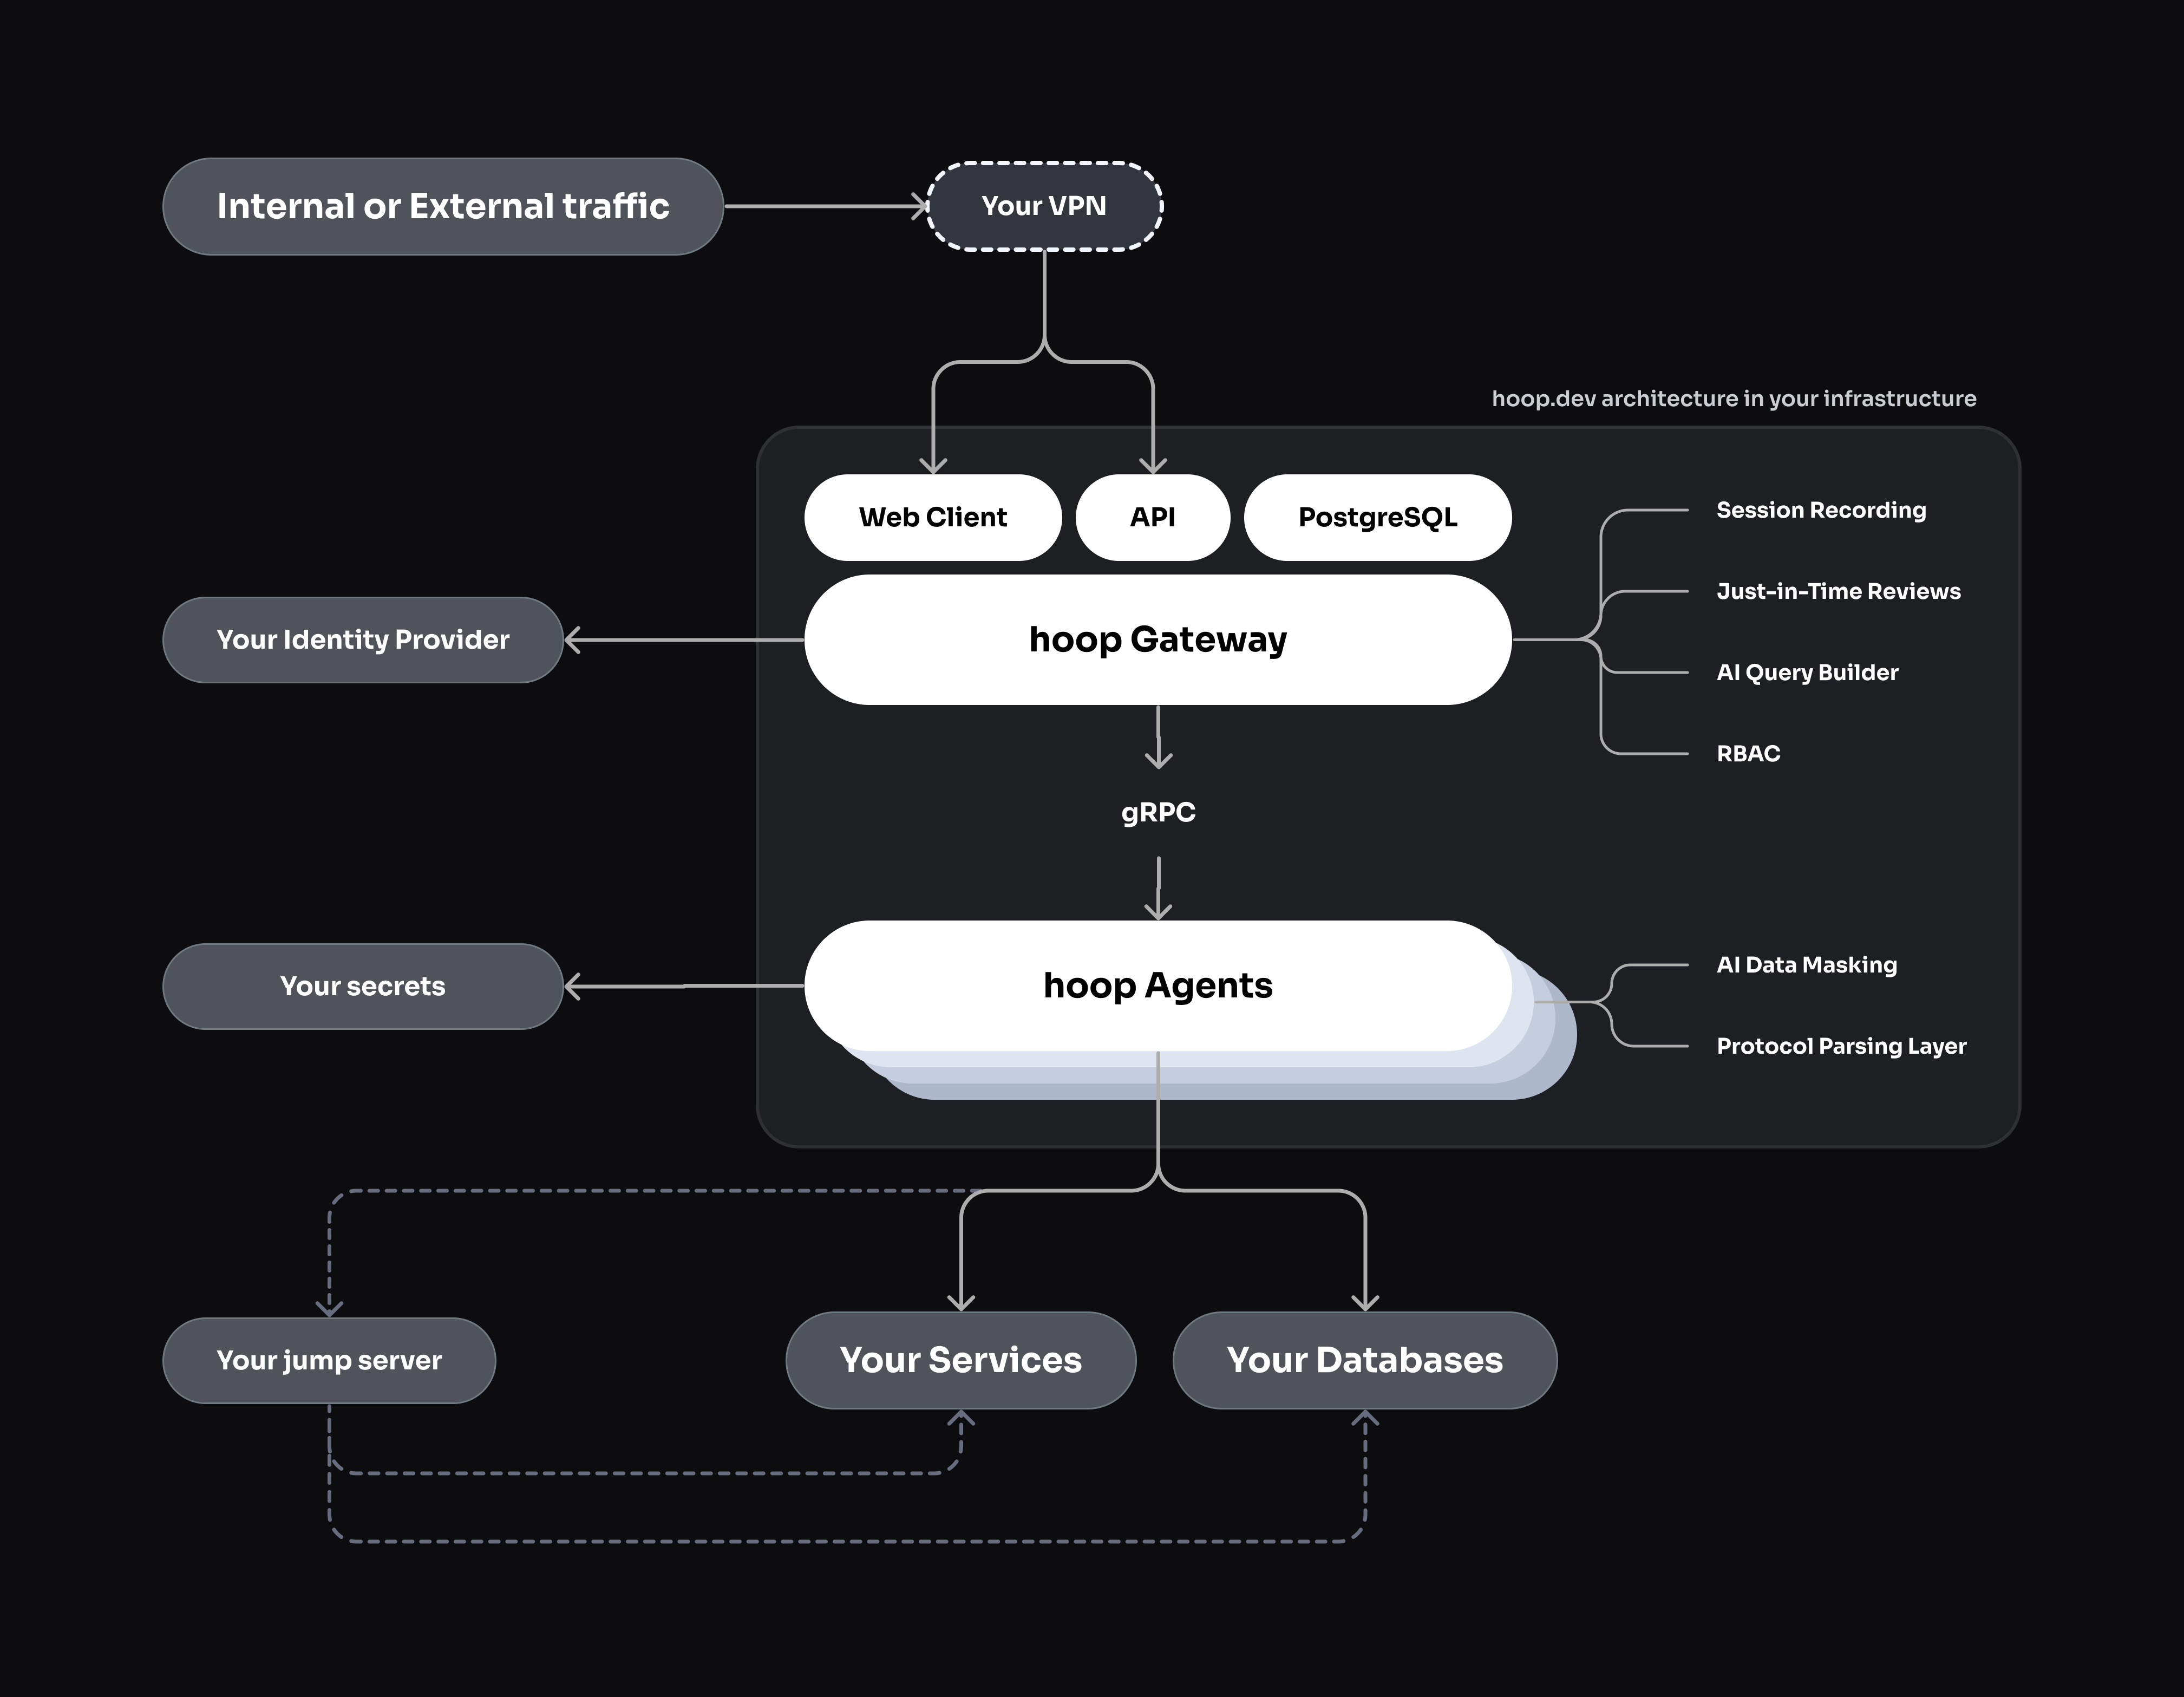 Internal or External traffic
Your VPN
hoop.dev architecture in your infrastructure
Web Client
API
PostgreSQL
Session Recording
Just-in-Time Reviews
Your Identity Provider
hoop Gateway
AI Query Builder
RBAC
gRPC
Your secrets
hoop Agents
AI Data Masking
Protocol Parsing Layer
Your jump server
Your Services
Your Databases